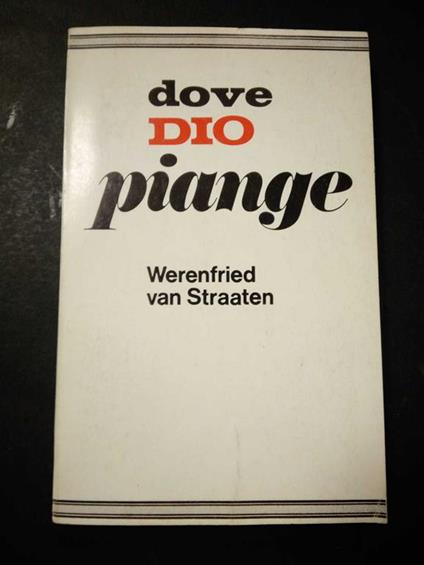 dove
DIO
piange
Werenfried
van Straaten